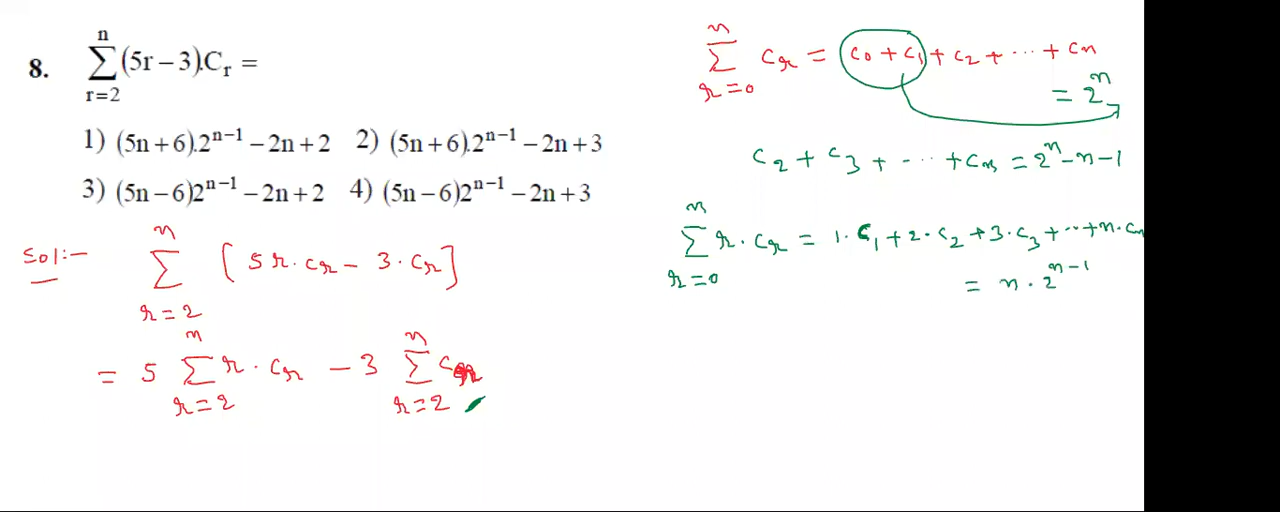 8. \sum_{r=2}^{n} (5r − 3).C_r =
1) (5n + 6).2^{n−1} − 2n + 2 2) (5n + 6).2^{n−1} − 2n + 3
3) (5n − 6)2^{n−1} − 2n + 2 4) (5n − 6)2^{n−1} − 2n + 3
Sol:- \sum_{r=2}^{n} [5r.c_r − 3.c_r]
= 5 \sum_{r=2}^{n} r.c_r − 3 \sum_{r=2}^{n} c_r
\sum_{r=0}^{n} c_r = c_0 + c_1 + c_2 + ... + c_n
= 2^n
c_2 + c_3 + ... + c_n = 2^n − n − 1
\sum_{r=0}^{n} r.c_r = 1.c_1 + 2.c_2 + 3.c_3 + ... + n.c_n
= n.2^{n−1}